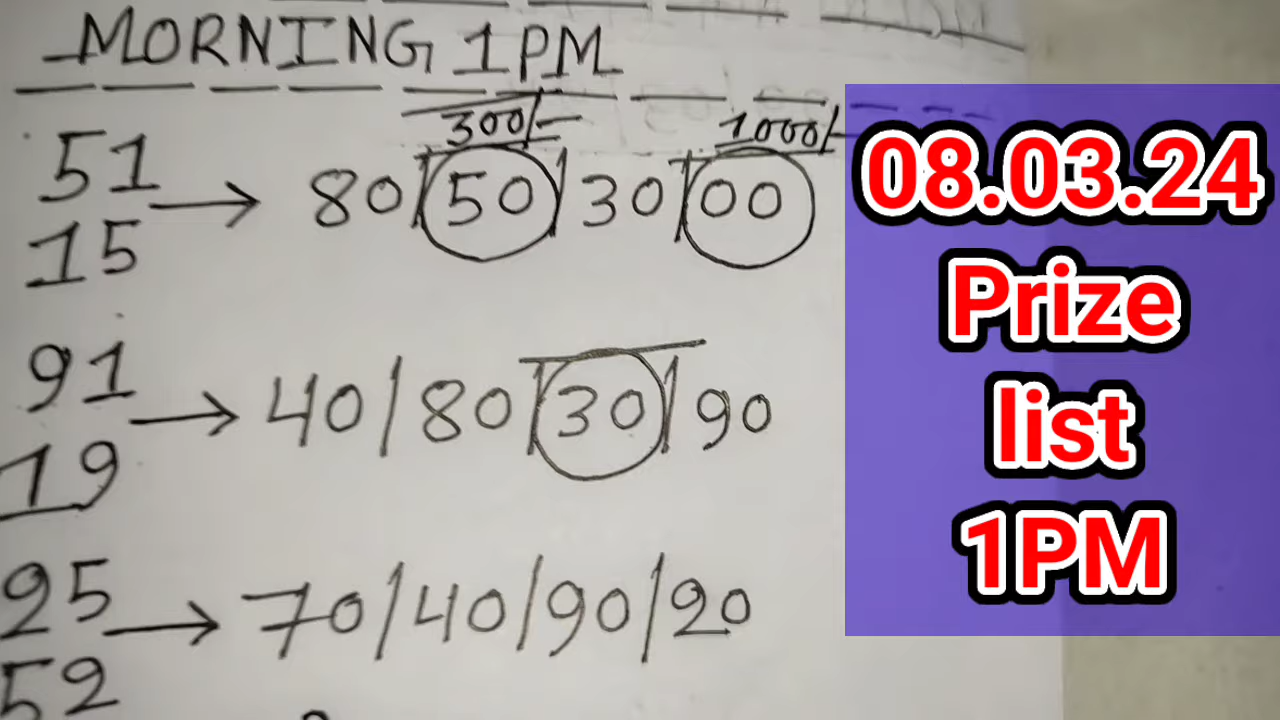 MORNING 1PM
300/- 1000/-
51 → 80/50/30/00
15
91 → 40/80/30/90
19
25 → 70/40/90/20
52
08.03.24
Prize
list
1PM